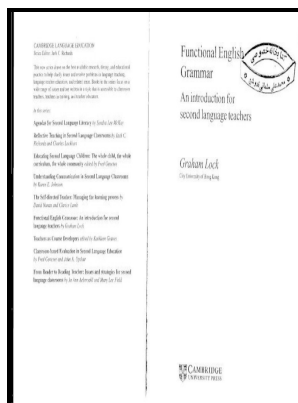 CAMBRIDGE LANGUAGE EDUCATION
Series Editor: Jack C. Richards
In this series:
Agendas for Second Language Literacy by Sandra Lee McKay
Reflective Teaching in Second Language Classrooms by Jack C.
Richards and Charles Lockhart
Educating Second Language Children: The whole child, the whole
curriculum, the whole community edited by Fred Genesee
Understanding Communication in Second Language Classrooms
by Karen E. Johnson
The Self-directed Teacher: Managing the learning process by
David Nunan and Clarice Lamb
Functional English Grammar: An introduction for second
language teachers by Graham Lock
Teachers as Course Developers edited by Kathleen Graves
Classroom-based Evaluation in Second Language Education
by Fred Genesee and John A. Upshur
From Reader to Reading Teacher: Issues and strategies for second
language classrooms by Jo Ann Aebersold and Mary Lee Field
Functional English
Grammar
An introduction for
second language teachers
Graham Lock
City University of Hong Kong
CAMBRIDGE
UNIVERSITY PRESS